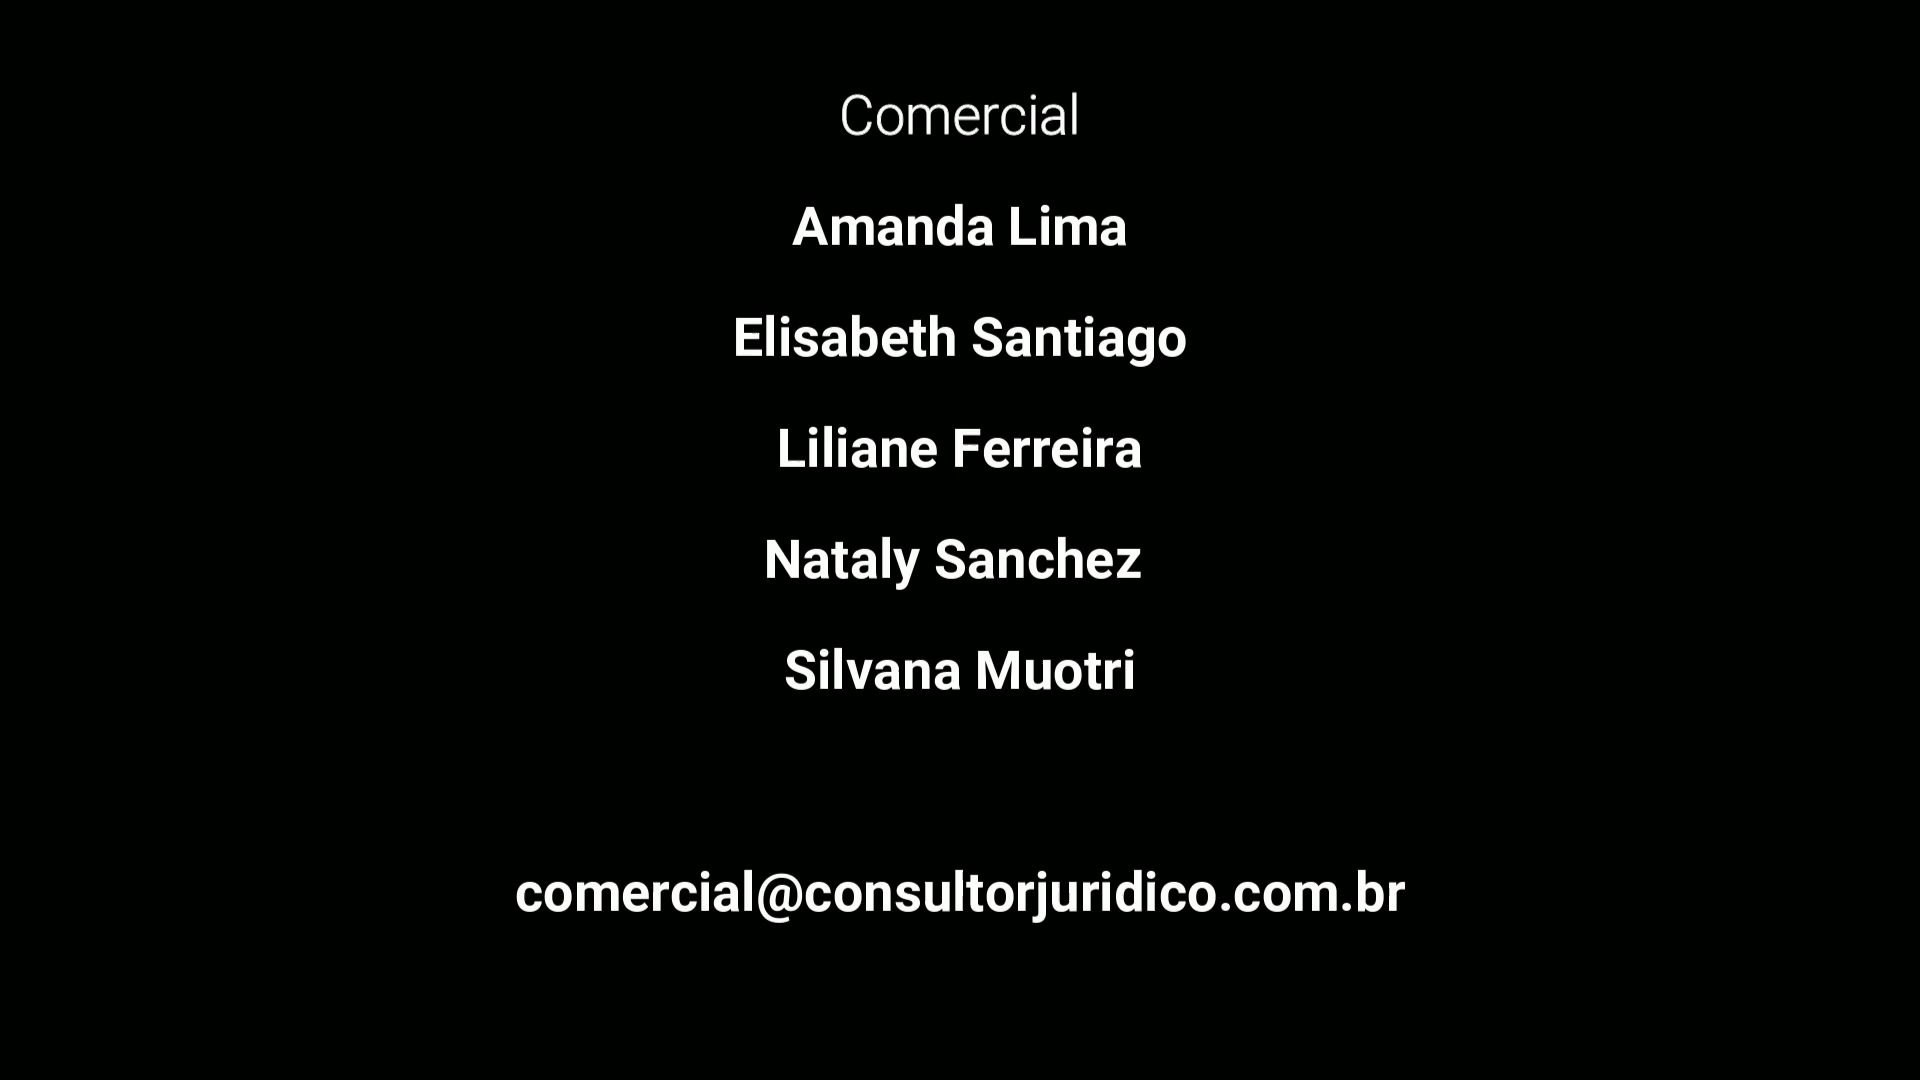 Comercial
Amanda Lima
Elisabeth Santiago
Liliane Ferreira
Nataly Sanchez
Silvana Muotri
comercial@consultorjuridico.com.br